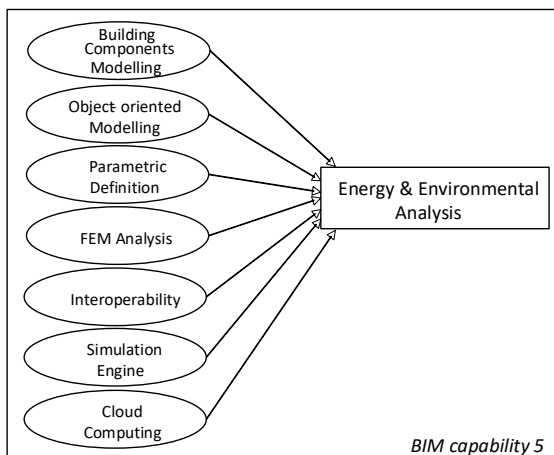 Building
Components
Modelling
Object- oriented
Modelling
Parametric
Definition
FEM Analysis
Interoperability
Simulation
Engine
Cloud
Computing
Energy & Environmental
Analysis
BIM capability 5